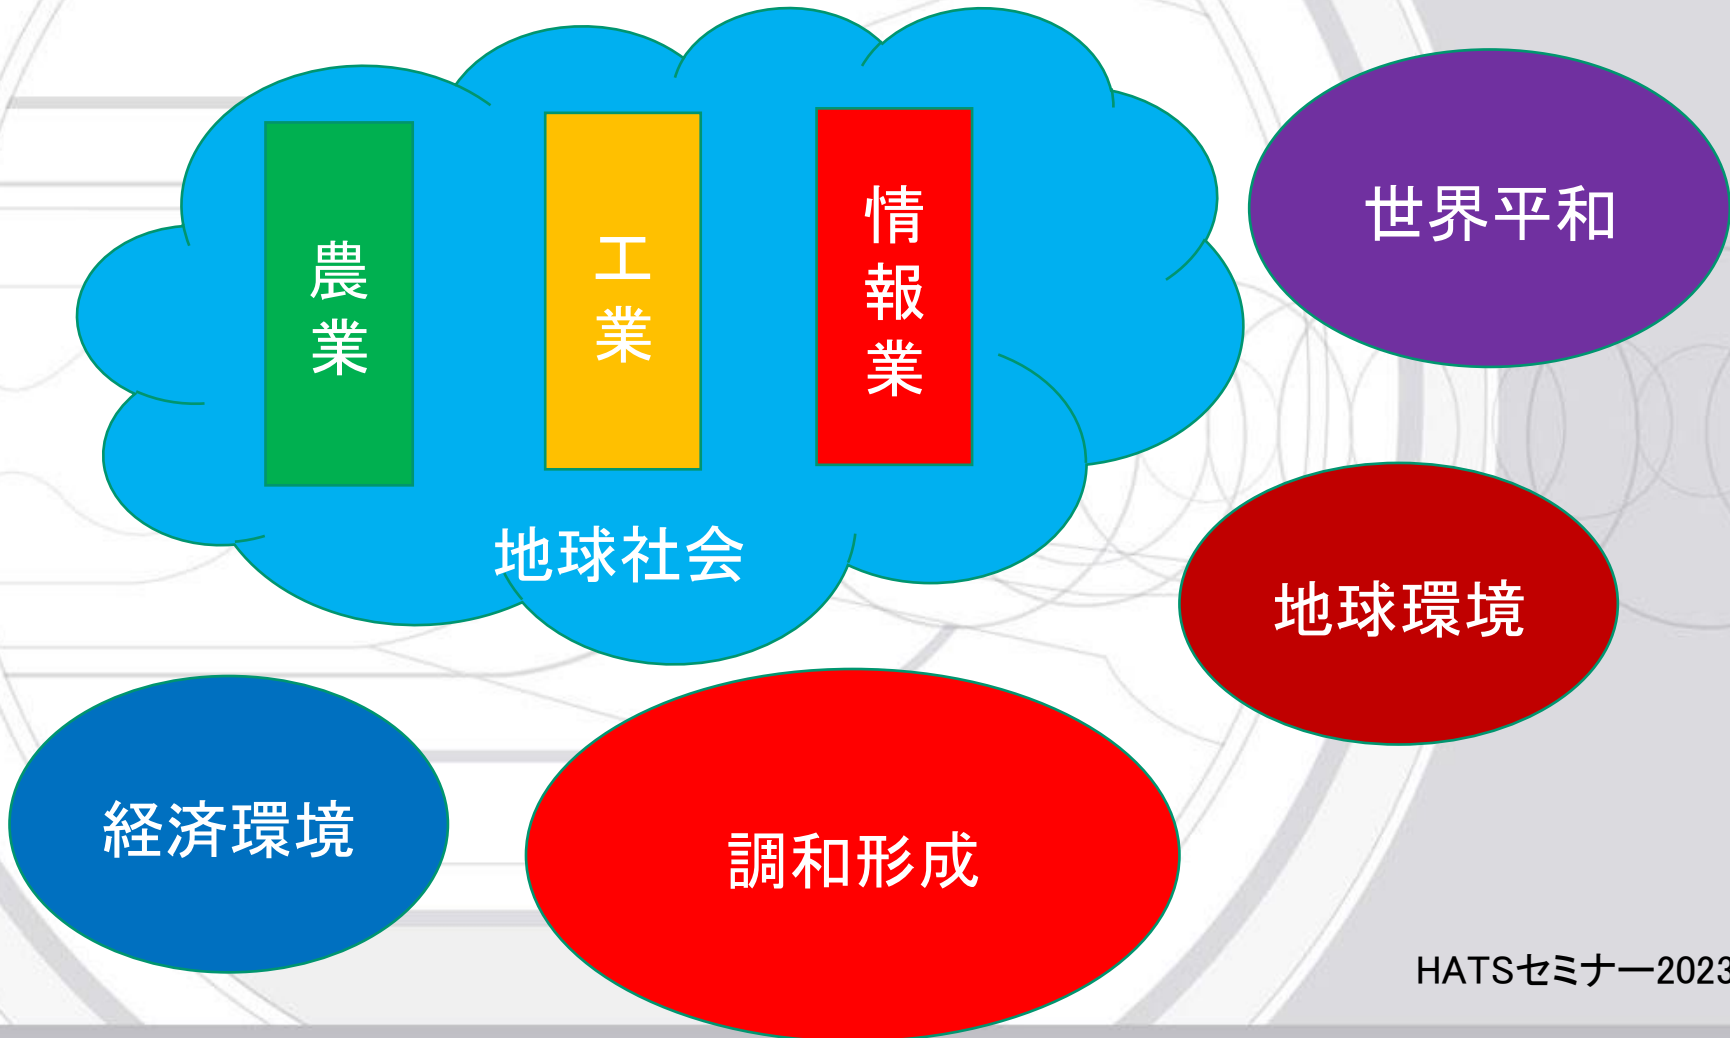 農業
工業
情報業
地球社会
世界平和
地球環境
経済環境
調和形成
HATSセミナー2023